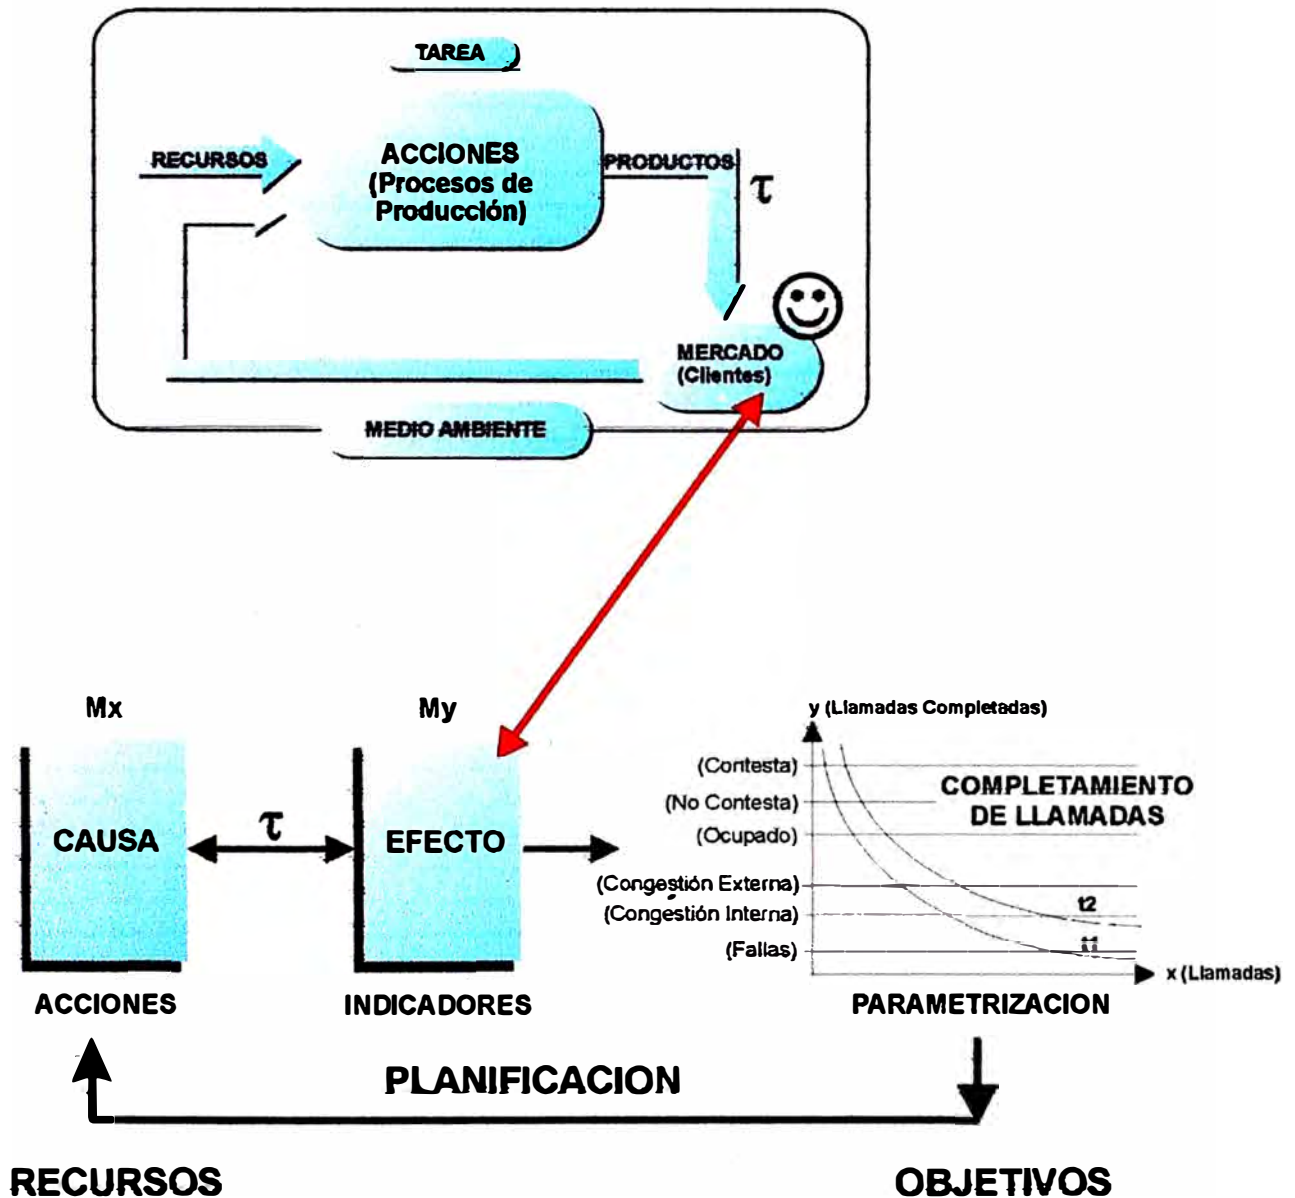 TAREA
RECURSOS
ACCIONES
(Procesos de
Producción)
PRODUCTOS
τ
MERCADO
(Clientes)
MEDIO AMBIENTE
Mx
My
CAUSA
τ
EFECTO
ACCIONES
INDICADORES
y (Llamadas Completadas)
(Contesta)
(No Contesta)
(Ocupado)
(Congestión Externa)
(Congestión Interna)
(Fallas)
COMPLETAMIENTO
DE LLAMADAS
t2
t1
x (Llamadas)
PARAMETRIZACION
PLANIFICACION
RECURSOS
OBJETIVOS